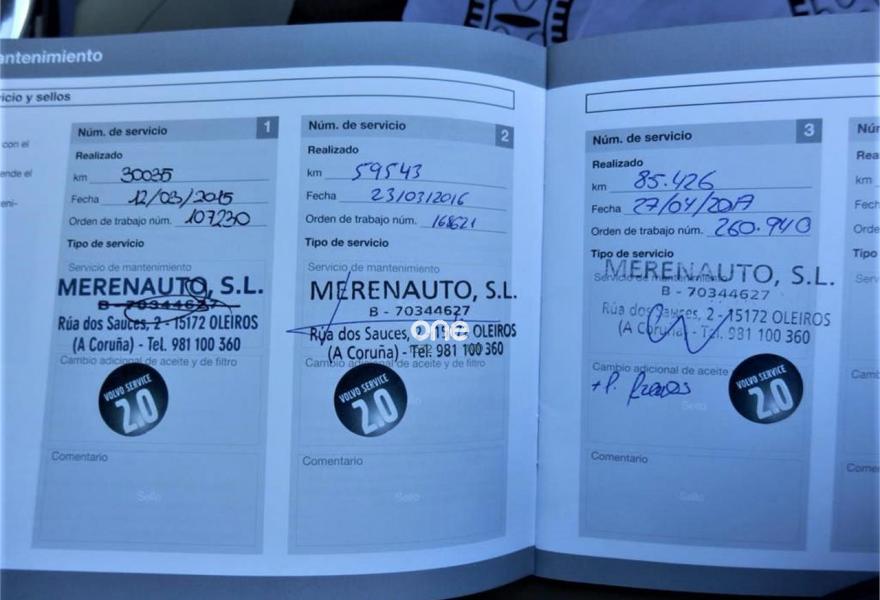 antenimiento
icio y sellos
con el
ende el
eni-
Núm. de servicio 1
Realizado
km 30035
Fecha 12/03/2015
Orden de trabajo núm. 107230
Tipo de servicio
Servicio de mantenimiento
MERENAUTO, S.L.
B - 70344627
Rúa dos Sauces, 2 - 15172 OLEIROS
(A Coruña) - Tel. 981 100 360
Cambio adicional de aceite y de filtro
VOLVO SERVICE
2.0
Comentario
Sello
Núm. de servicio 2
Realizado
km 59543
Fecha 23/03/2016
Orden de trabajo núm. 168621
Tipo de servicio
Servicio de mantenimiento
MERENAUTO, S.L.
B - 70344627
Rúa dos Sauces, 2 - 15172 OLEIROS
one
(A Coruña) - Tel. 981 100 360
Cambio adicional de aceite y de filtro
VOLVO SERVICE
2.0
Comentario
Sello
Núm. de servicio 3
Realizado
km 85.426
Fecha 27/04/2017
Orden de trabajo núm. 260.940
Tipo de servicio
Servicio de mantenimiento
MERENAUTO, S.L.
B - 70344627
Rúa dos Sauces, 2 - 15172 OLEIROS
(A Coruña) - Tel. 981 100 360
Cambio adicional de aceite
+ P.
Sello
VOLVO SERVICE
2.0
Comentario
Sello
Núm
Rea
km
Fech
Orde
Tipo
Serv
Camb
Comen